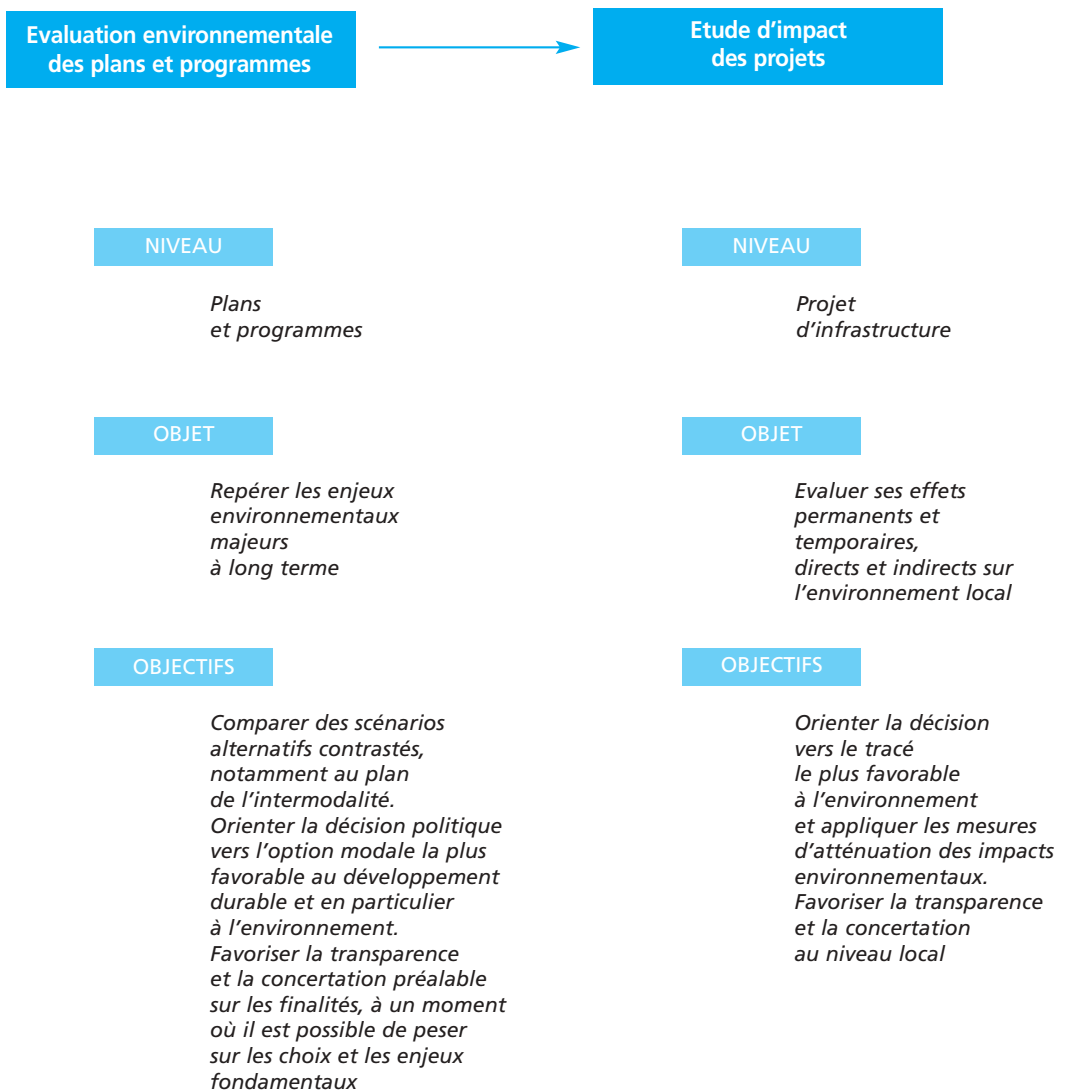 Evaluation environnementale
des plans et programmes
Etude d’impact
des projets
NIVEAU
Plans
et programmes
OBJET
Repérer les enjeux
environnementaux
majeurs
à long terme
OBJECTIFS
Comparer des scénarios
alternatifs contrastés,
notamment au plan
de l’intermodalité.
Orienter la décision politique
vers l’option modale la plus
favorable au développement
durable et en particulier
à l’environnement.
Favoriser la transparence
et la concertation préalable
sur les finalités, à un moment
où il est possible de peser
sur les choix et les enjeux
fondamentaux
NIVEAU
Projet
d’infrastructure
OBJET
Evaluer ses effets
permanents et
temporaires,
directs et indirects sur
l’environnement local
OBJECTIFS
Orienter la décision
vers le tracé
le plus favorable
à l’environnement
et appliquer les mesures
d’atténuation des impacts
environnementaux.
Favoriser la transparence
et la concertation
au niveau local